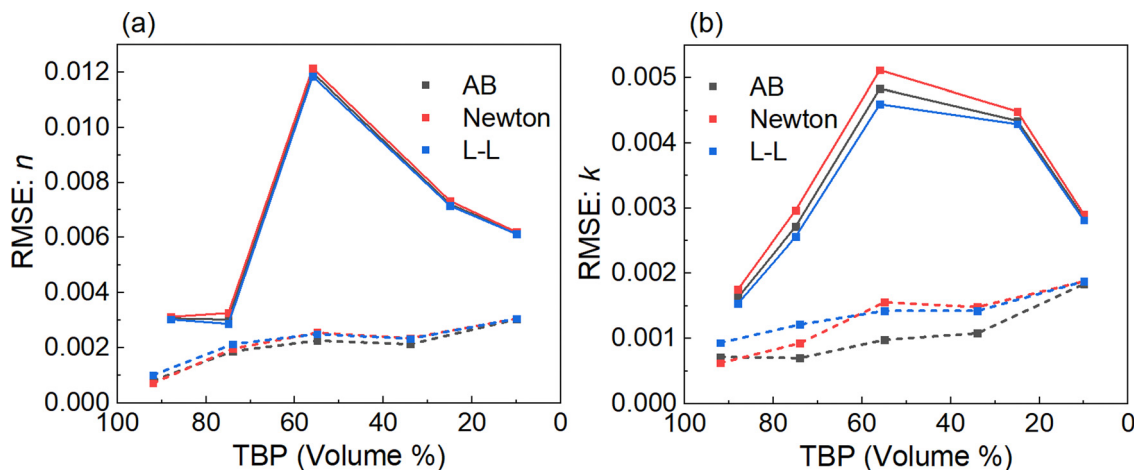 (a)
RMSE: n
0.012
0.010
0.008
0.006
0.004
0.002
0.000
100
80
60
40
20
0
TBP (Volume %)
AB
Newton
L-L
(b)
RMSE: k
0.005
0.004
0.003
0.002
0.001
0.000
100
80
60
40
20
0
TBP (Volume %)
AB
Newton
L-L